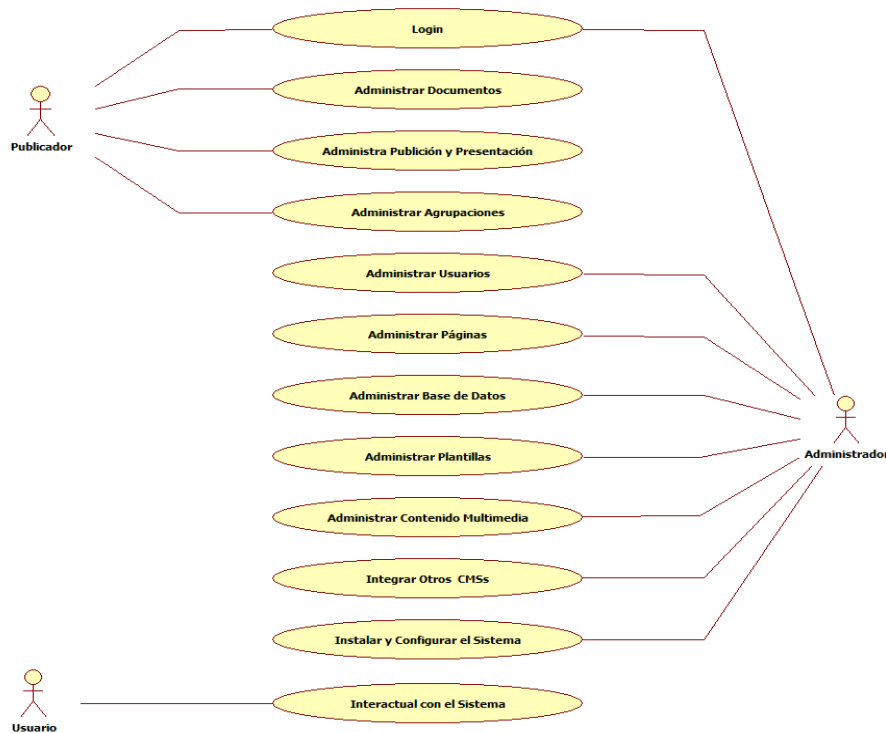 Login
Administrar Documentos
Publicador
Administra Publición y Presentación
Administrar Agrupaciones
Administrar Usuarios
Administrar Páginas
Administrar Base de Datos
Administrador
Administrar Plantillas
Administrar Contenido Multimedia
Integrar Otros CMSs
Instalar y Configurar el Sistema
Interactual con el Sistema
Usuario